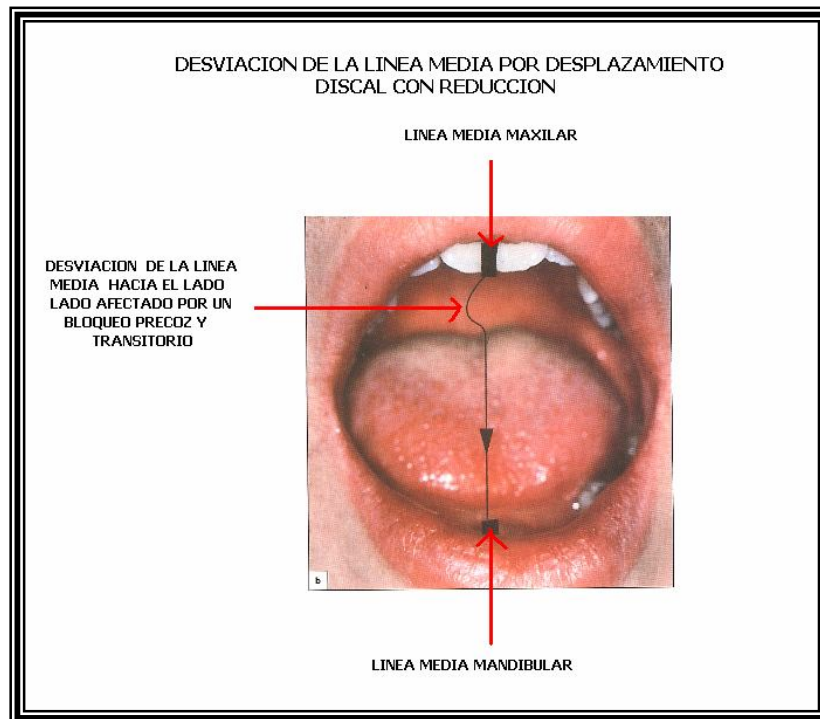 DESVIACION DE LA LINEA MEDIA POR DESPLAZAMIENTO
DISCAL CON REDUCCION
LINEA MEDIA MAXILAR
DESVIACION DE LA LINEA
MEDIA HACIA EL LADO
LADO AFECTADO POR UN
BLOQUEO PRECOZ Y
TRANSITORIO
b
LINEA MEDIA MANDIBULAR